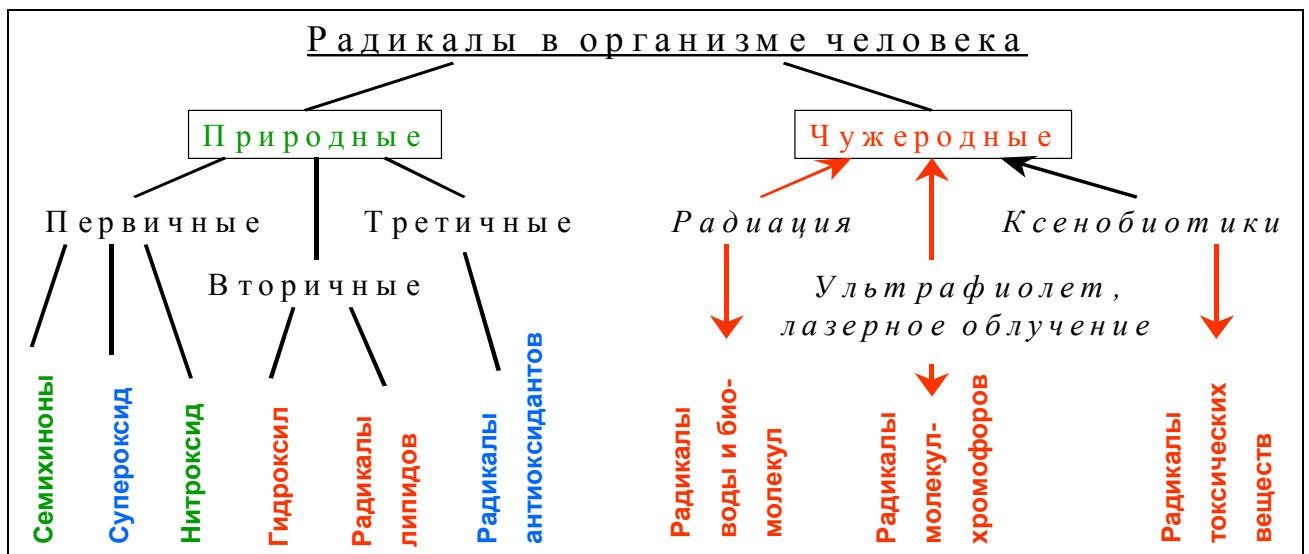 Радикалы в организме человека
Природные
Чужеродные
Первичные
Третичные
Радиация
Ксенобиотики
Вторичные
Ультрафиолет,
лазерное облучение
Семихиноны
Супероксид
Нитроксид
Гидроксил
Радикалы
липидов
Радикалы
антиоксидантов
Радикалы
воды и био-
молекул
Радикалы
молекул-
хромофоров
Радикалы
токсических
веществ